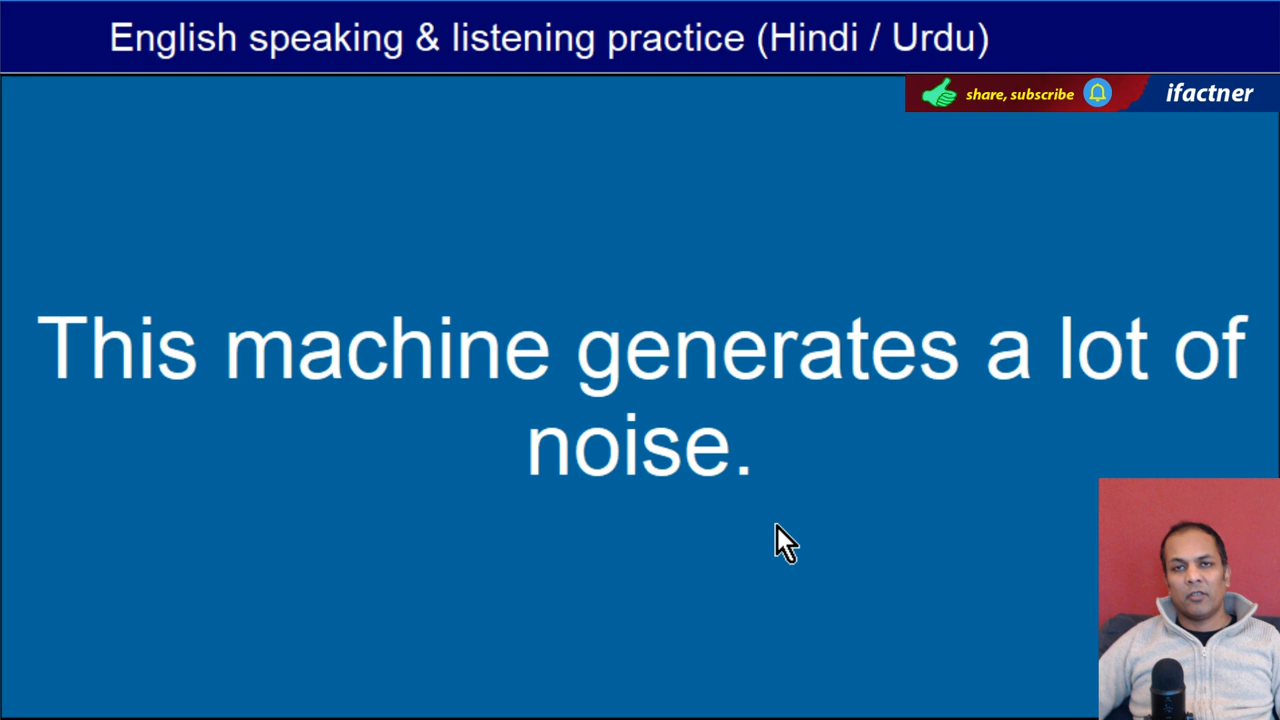 English speaking & listening practice (Hindi / Urdu)
share, subscribe
ifactner
This machine generates a lot of
noise.